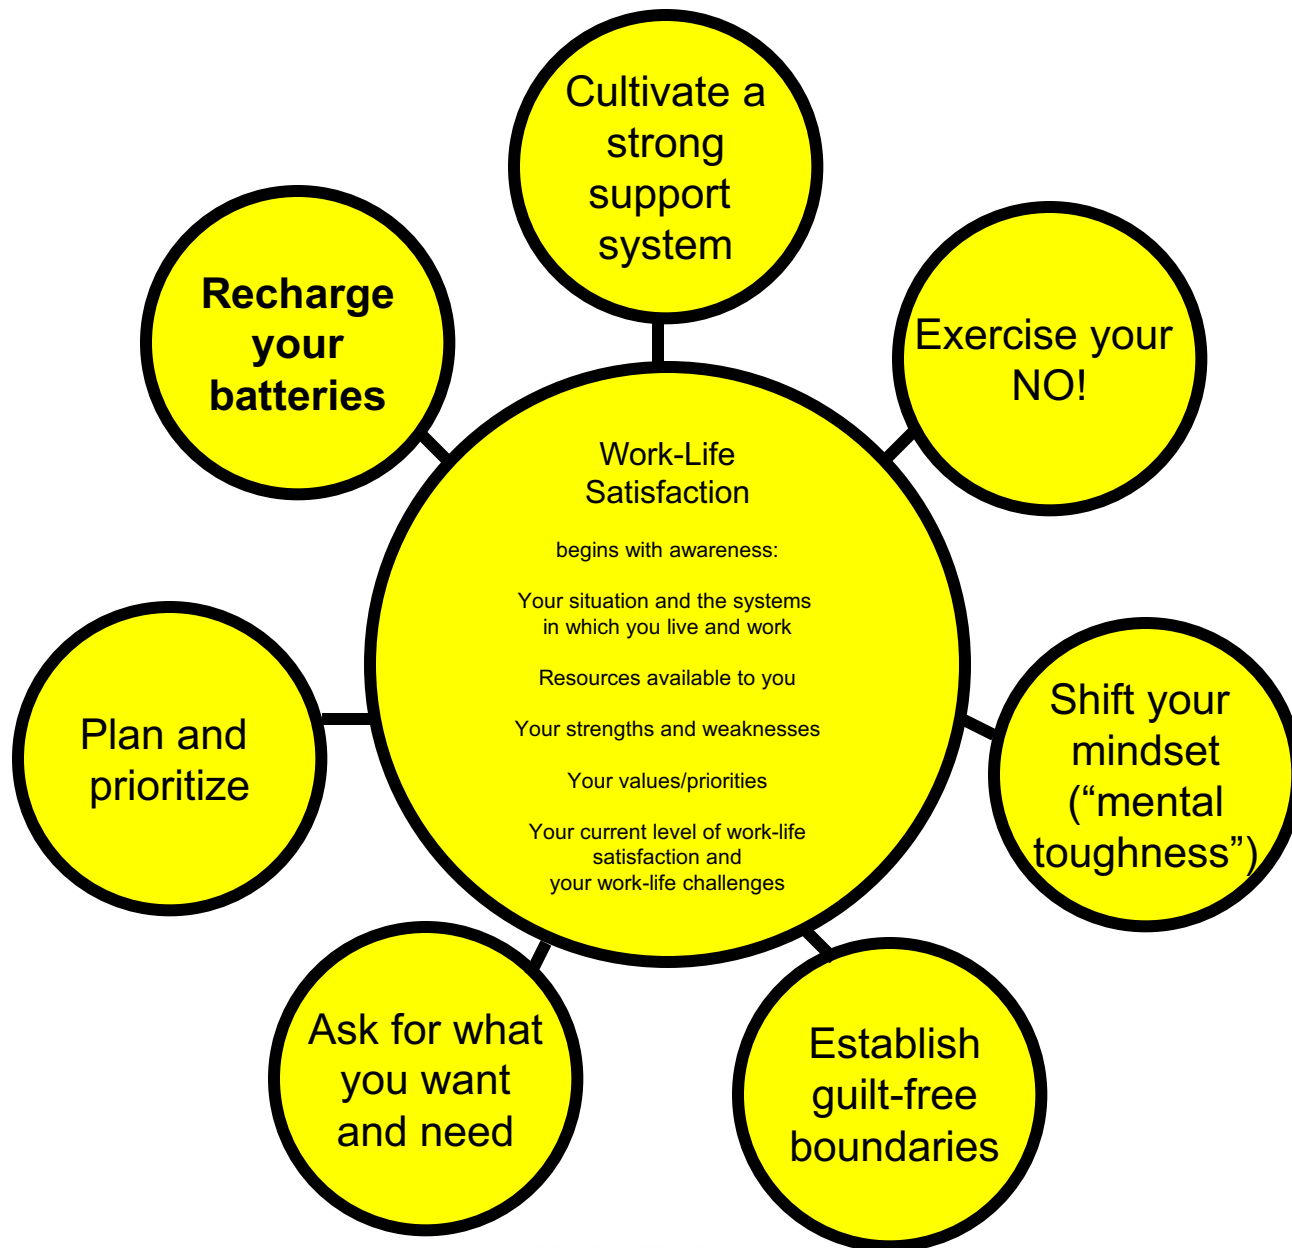 Cultivate a
strong
support
system
Exercise your
NO!
Shift your
mindset
(“mental
toughness”)
Establish
guilt-free
boundaries
Ask for what
you want
and need
Plan and
prioritize
Recharge
your
batteries
Work-Life
Satisfaction
begins with awareness:
Your situation and the systems
in which you live and work
Resources available to you
Your strengths and weaknesses
Your values/priorities
Your current level of work-life
satisfaction and
your work-life challenges